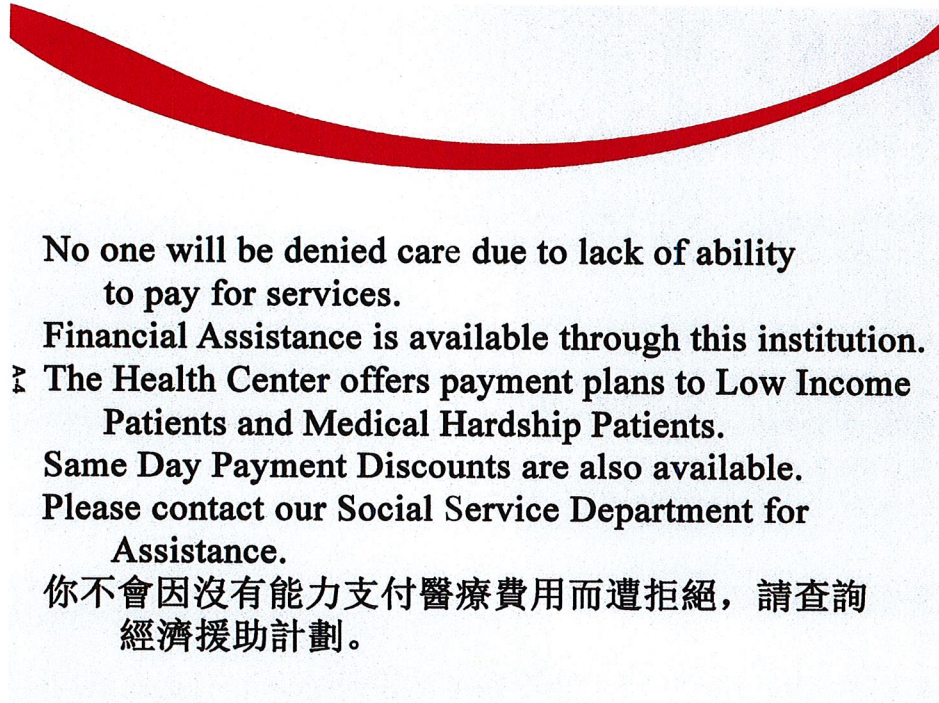 No one will be denied care due to lack of ability
to pay for services.
Financial Assistance is available through this institution.
A-4
The Health Center offers payment plans to Low Income
Patients and Medical Hardship Patients.
Same Day Payment Discounts are also available.
Please contact our Social Service Department for
Assistance.
你不會因沒有能力支付醫療費用而遭拒絕，請查詢
經濟援助計劃。